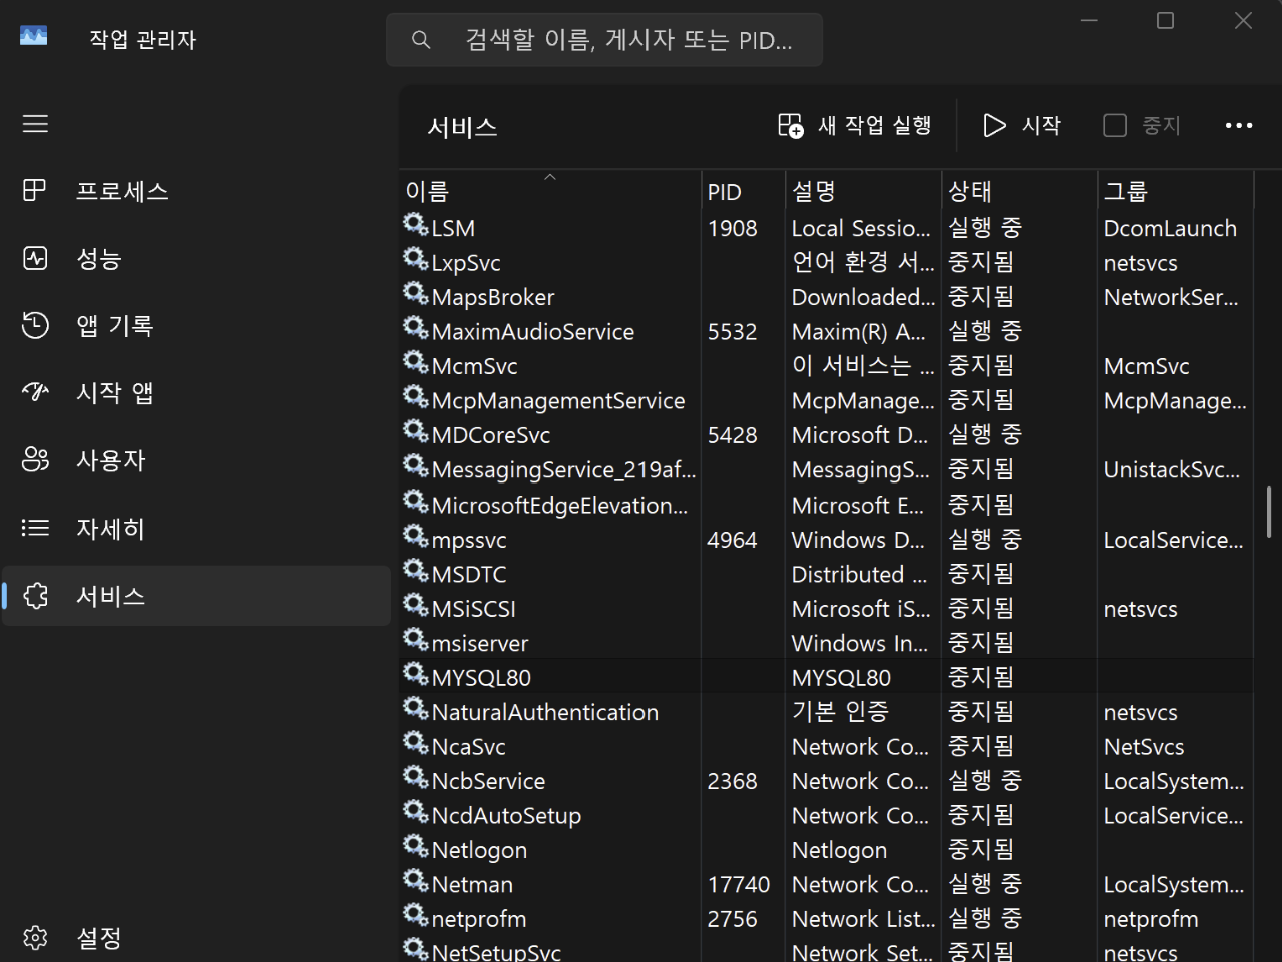 작업 관리자
검색할 이름, 게시자 또는 PID...
서비스 새 작업 실행 시작 중지
프로세스
성능
앱 기록
시작 앱
사용자
자세히
서비스
설정
이름 PID 설명 상태 그룹
LSM 1908 Local Sessio... 실행 중 DcomLaunch
LxpSvc 언어 환경 서... 중지됨 netsvcs
MapsBroker Downloaded... 중지됨 NetworkSer...
MaximAudioService 5532 Maxim(R) A... 실행 중
McmSvc 이 서비스는 ... 중지됨 McmSvc
McpManagementService McpManage... 중지됨 McpManage...
MDCoreSvc 5428 Microsoft D... 실행 중
MessagingService_219af... MessagingS... 중지됨 UnistackSvc...
MicrosoftEdgeElevation... Microsoft E... 중지됨
mpssvc 4964 Windows D... 실행 중 LocalService...
MSDTC Distributed ... 중지됨
MSiSCSI Microsoft iS... 중지됨 netsvcs
msiserver Windows In... 중지됨
MYSQL80 MYSQL80 중지됨
NaturalAuthentication 기본 인증 중지됨 netsvcs
NcaSvc Network Co... 중지됨 NetSvcs
NcbService 2368 Network Co... 실행 중 LocalSystem...
NcdAutoSetup Network Co... 중지됨 LocalService...
Netlogon Netlogon 중지됨
Netman 17740 Network Co... 실행 중 LocalSystem...
netprofm 2756 Network List... 실행 중 netprofm
NetSetupSvc Network Set... 중지됨 netsvcs